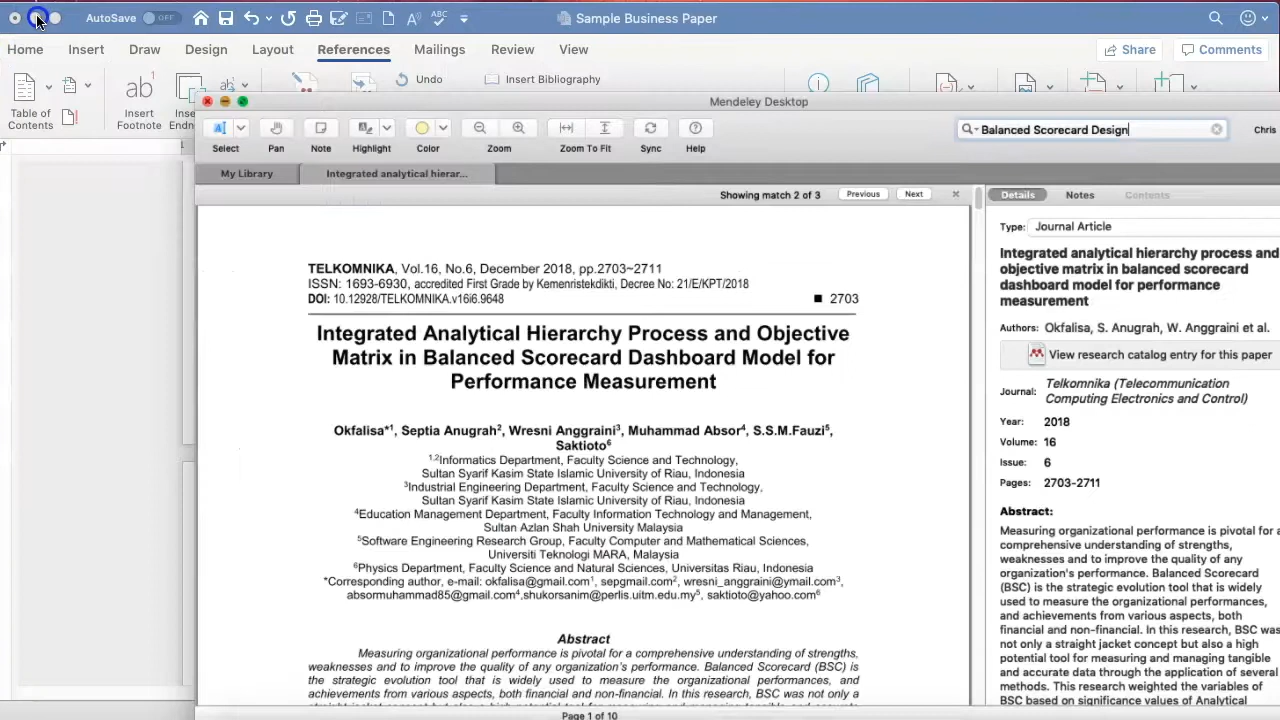 AutoSave OFF
Sample Business Paper
Home Insert Draw Design Layout References Mailings Review View Share Comments
Undo Insert Bibliography
Table of Contents
ab
Insert Footnote
ab
Mendeley Desktop
Select Pan Note Highlight Color Zoom Zoom To Fit Sync Help
Balanced Scorecard Design
Chris
My Library Integrated analytical hierar...
Showing match 2 of 3 Previous Next
TELKOMNIKA, Vol.16, No.6, December 2018, pp.2703~2711
ISSN: 1693-6930, accredited First Grade by Kemenristekdikti, Decree No: 21/E/KPT/2018
DOI: 10.12928/TELKOMNIKA.v16i6.9648 ■ 2703
Integrated Analytical Hierarchy Process and Objective
Matrix in Balanced Scorecard Dashboard Model for
Performance Measurement
Okfalisa*1, Septia Anugrah2, Wresni Anggraini3, Muhammad Absor4, S.S.M.Fauzi5,
Saktioto6
1,2Informatics Department, Faculty Science and Technology,
Sultan Syarif Kasim State Islamic University of Riau, Indonesia
3Industrial Engineering Department, Faculty Science and Technology,
Sultan Syarif Kasim State Islamic University of Riau, Indonesia
4Education Management Department, Faculty Information Technology and Management,
Sultan Azlan Shah University Malaysia
5Software Engineering Research Group, Faculty Computer and Mathematical Sciences,
Universiti Teknologi MARA, Malaysia
6Physics Department, Faculty Science and Natural Sciences, Universitas Riau, Indonesia
*Corresponding author, e-mail: okfalisa@gmail.com1, sepgmail.com2, wresni_anggraini@ymail.com3,
absormuhammad85@gmail.com4,shukorsanim@perlis.uitm.edu.my5, saktioto@yahoo.com6
Abstract
Measuring organizational performance is pivotal for a comprehensive understanding of strengths,
weaknesses and to improve the quality of any organization's performance. Balanced Scorecard (BSC) is
the strategic evolution tool that is widely used to measure the organizational performances, and
achievements from various aspects, both financial and non-financial. In this research, BSC was not only a
Page 1 of 10
Details Notes Contents
Type: Journal Article
Integrated analytical hierarchy process and
objective matrix in balanced scorecard
dashboard model for performance
measurement
Authors: Okfalisa, S. Anugrah, W. Anggraini et al.
View research catalog entry for this paper
Journal: Telkomnika (Telecommunication
Computing Electronics and Control)
Year: 2018
Volume: 16
Issue: 6
Pages: 2703-2711
Abstract:
Measuring organizational performance is pivotal for a
comprehensive understanding of strengths,
weaknesses and to improve the quality of any
organization's performance. Balanced Scorecard
(BSC) is the strategic evolution tool that is widely
used to measure the organizational performances,
and achievements from various aspects, both
financial and non-financial. In this research, BSC was
not only a straight jacket concept but also a high
potential tool for measuring and managing tangible
and accurate data through the application of several
methods. This research weighted the variables of
BSC based on significance values of Analytical